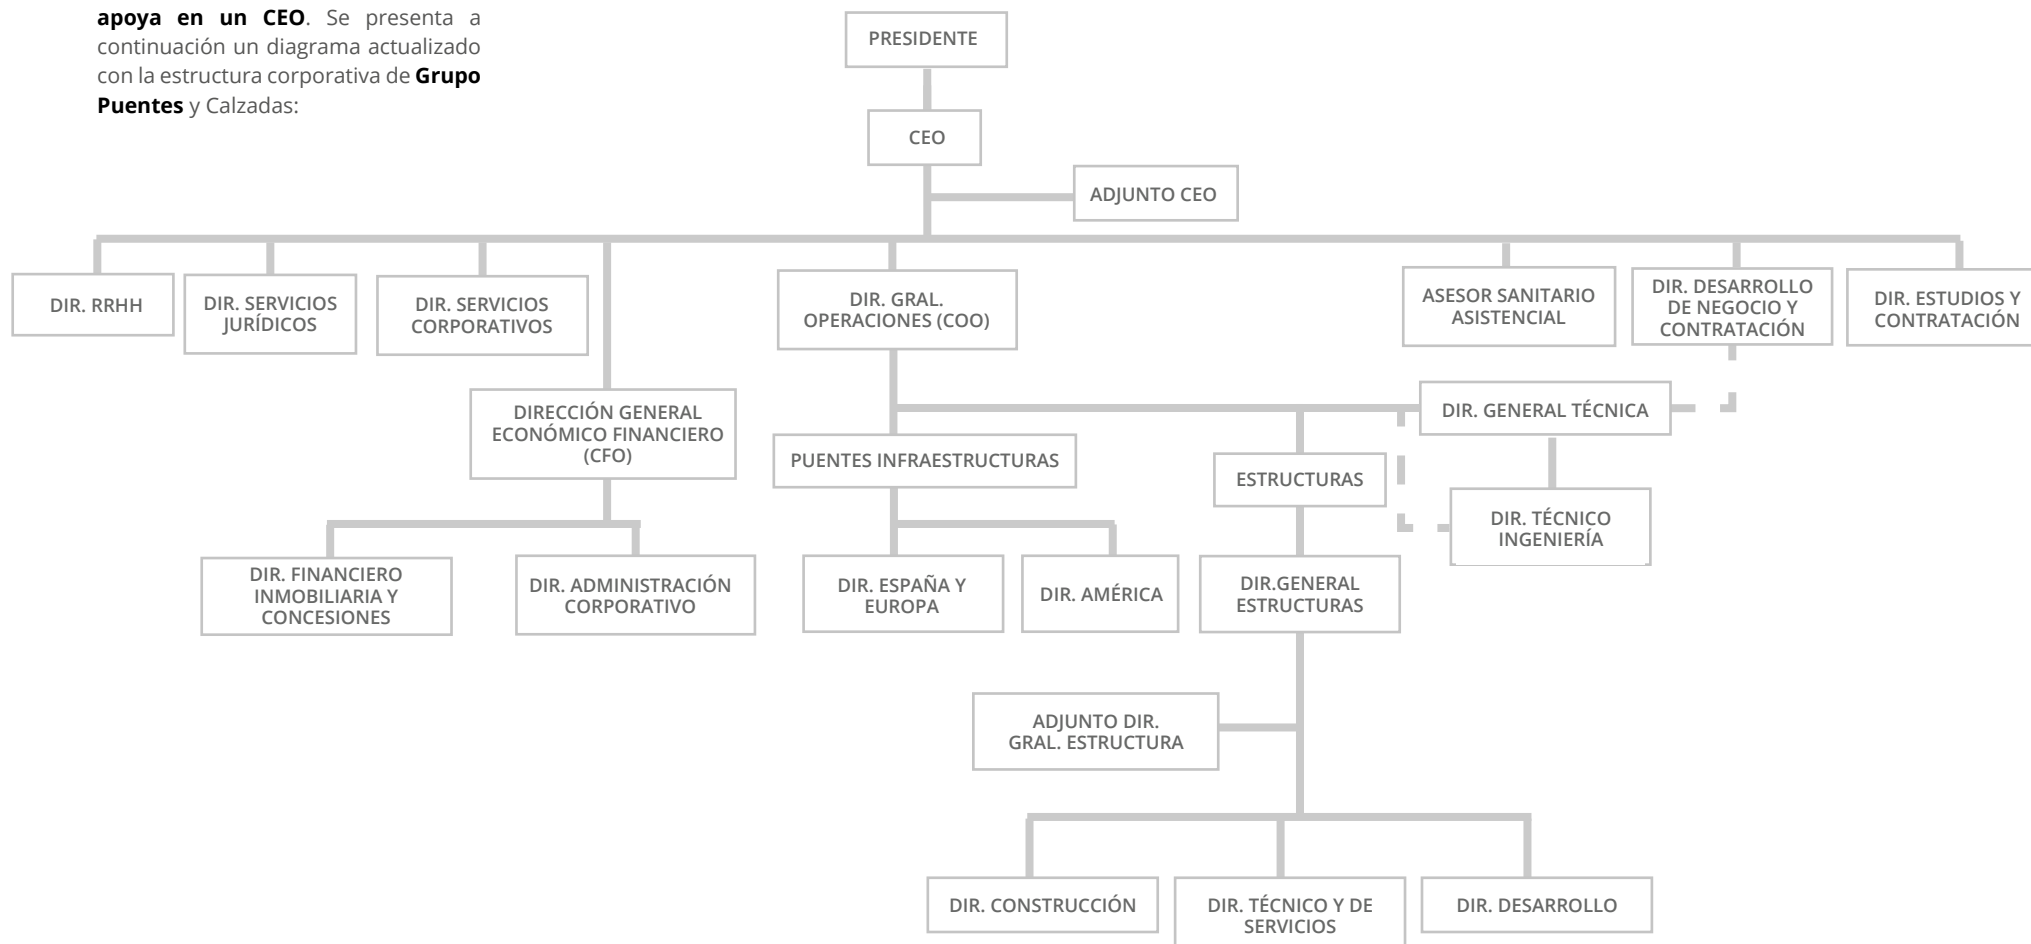 apoya en un CEO. Se presenta a
continuación un diagrama actualizado
con la estructura corporativa de Grupo
Puentes y Calzadas:
PRESIDENTE
CEO
ADJUNTO CEO
DIR. RRHH
DIR. SERVICIOS
JURÍDICOS
DIR. SERVICIOS
CORPORATIVOS
DIR. GRAL.
OPERACIONES (COO)
ASESOR SANITARIO
ASISTENCIAL
DIR. DESARROLLO
DE NEGOCIO Y
CONTRATACIÓN
DIR. ESTUDIOS Y
CONTRATACIÓN
DIRECCIÓN GENERAL
ECONÓMICO FINANCIERO
(CFO)
DIR. GENERAL TÉCNICA
PUENTES INFRAESTRUCTURAS
ESTRUCTURAS
DIR. TÉCNICO
INGENIERÍA
DIR. FINANCIERO
INMOBILIARIA Y
CONCESIONES
DIR. ADMINISTRACIÓN
CORPORATIVO
DIR. ESPAÑA Y
EUROPA
DIR. AMÉRICA
DIR.GENERAL
ESTRUCTURAS
ADJUNTO DIR.
GRAL. ESTRUCTURA
DIR. CONSTRUCCIÓN
DIR. TÉCNICO Y DE
SERVICIOS
DIR. DESARROLLO